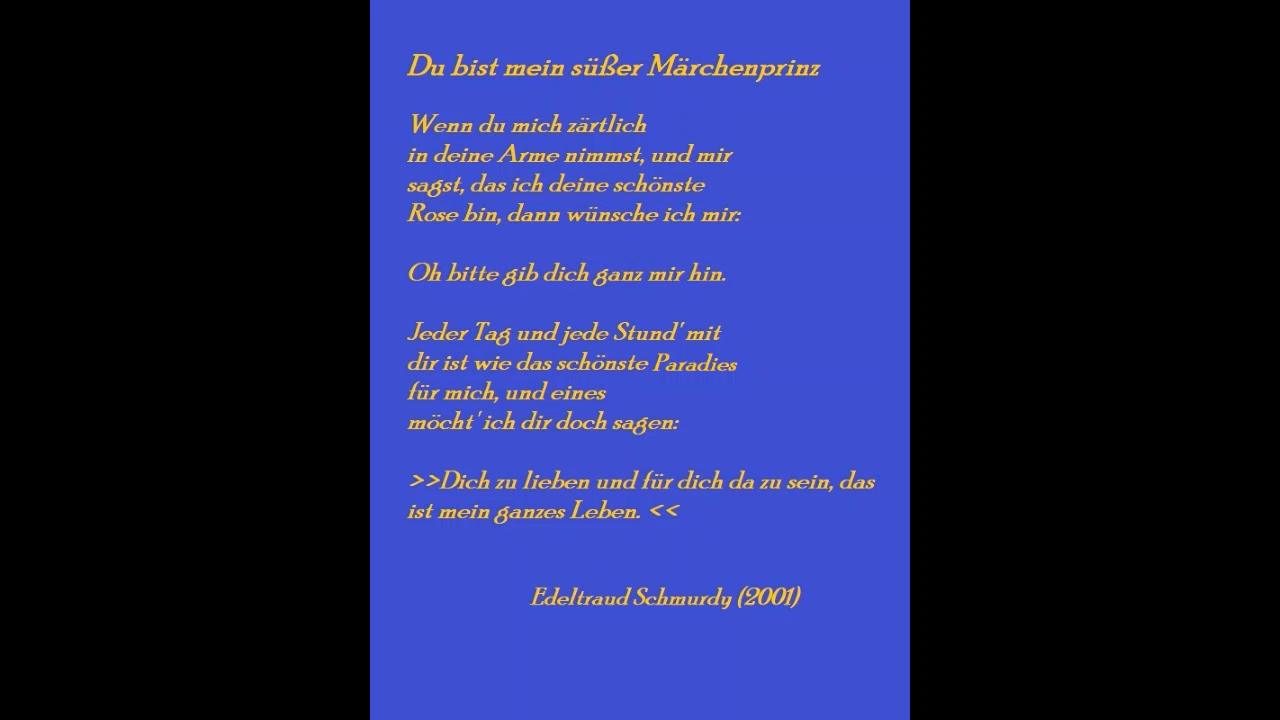 Du bist mein süßer Märchenprinz
Wenn du mich zärtlich
in deine Arme nimmst, und mir
sagst, das ich deine schönste
Rose bin, dann wünsche ich mir:
Oh bitte gib dich ganz mir hin.
Jeder Tag und jede Stund' mit
dir ist wie das schönste Paradies
für mich, und eines
möcht' ich dir doch sagen:
>>Dich zu lieben und für dich da zu sein, das
ist mein ganzes Leben. <<
Edeltraud Schmurdy (2001)